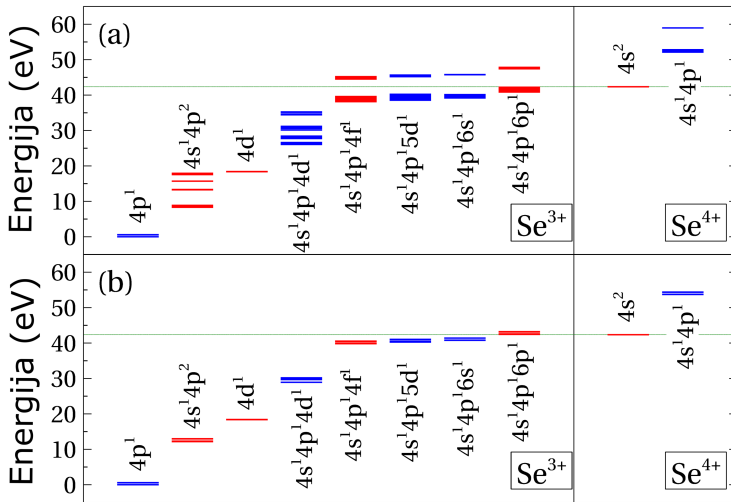 Energija (eV)
60
50
40
30
20
10
0
(a)
4p¹
4s¹4p²
4d¹
4s¹4p¹4d¹
4s¹4p¹4f¹
4s¹4p¹5d¹
4s¹4p¹6s¹
4s¹4p¹6p¹
Se³⁺
4s²
4s¹4p¹
Se⁴⁺
Energija (eV)
60
50
40
30
20
10
0
(b)
4p¹
4s¹4p²
4d¹
4s¹4p¹4d¹
4s¹4p¹4f¹
4s¹4p¹5d¹
4s¹4p¹6s¹
4s¹4p¹6p¹
Se³⁺
4s²
4s¹4p¹
Se⁴⁺